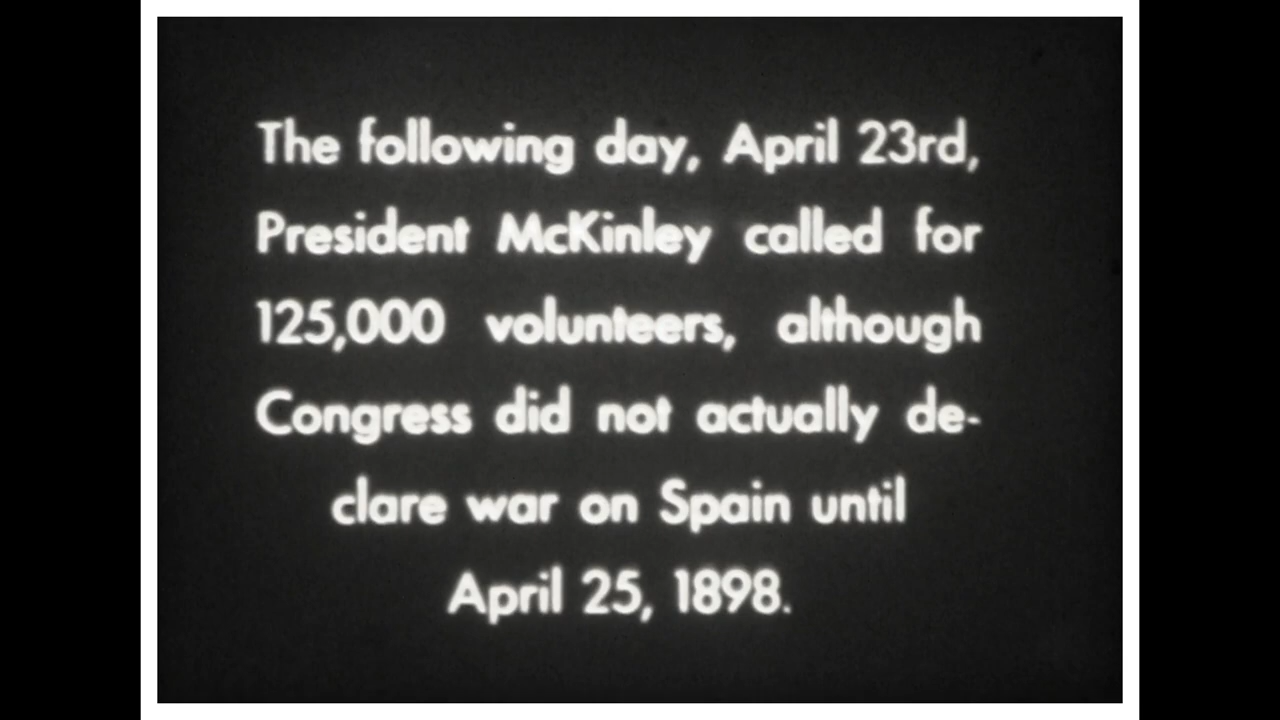 The following day, April 23rd,
President McKinley called for
125,000 volunteers, although
Congress did not actually de-
clare war on Spain until
April 25, 1898.